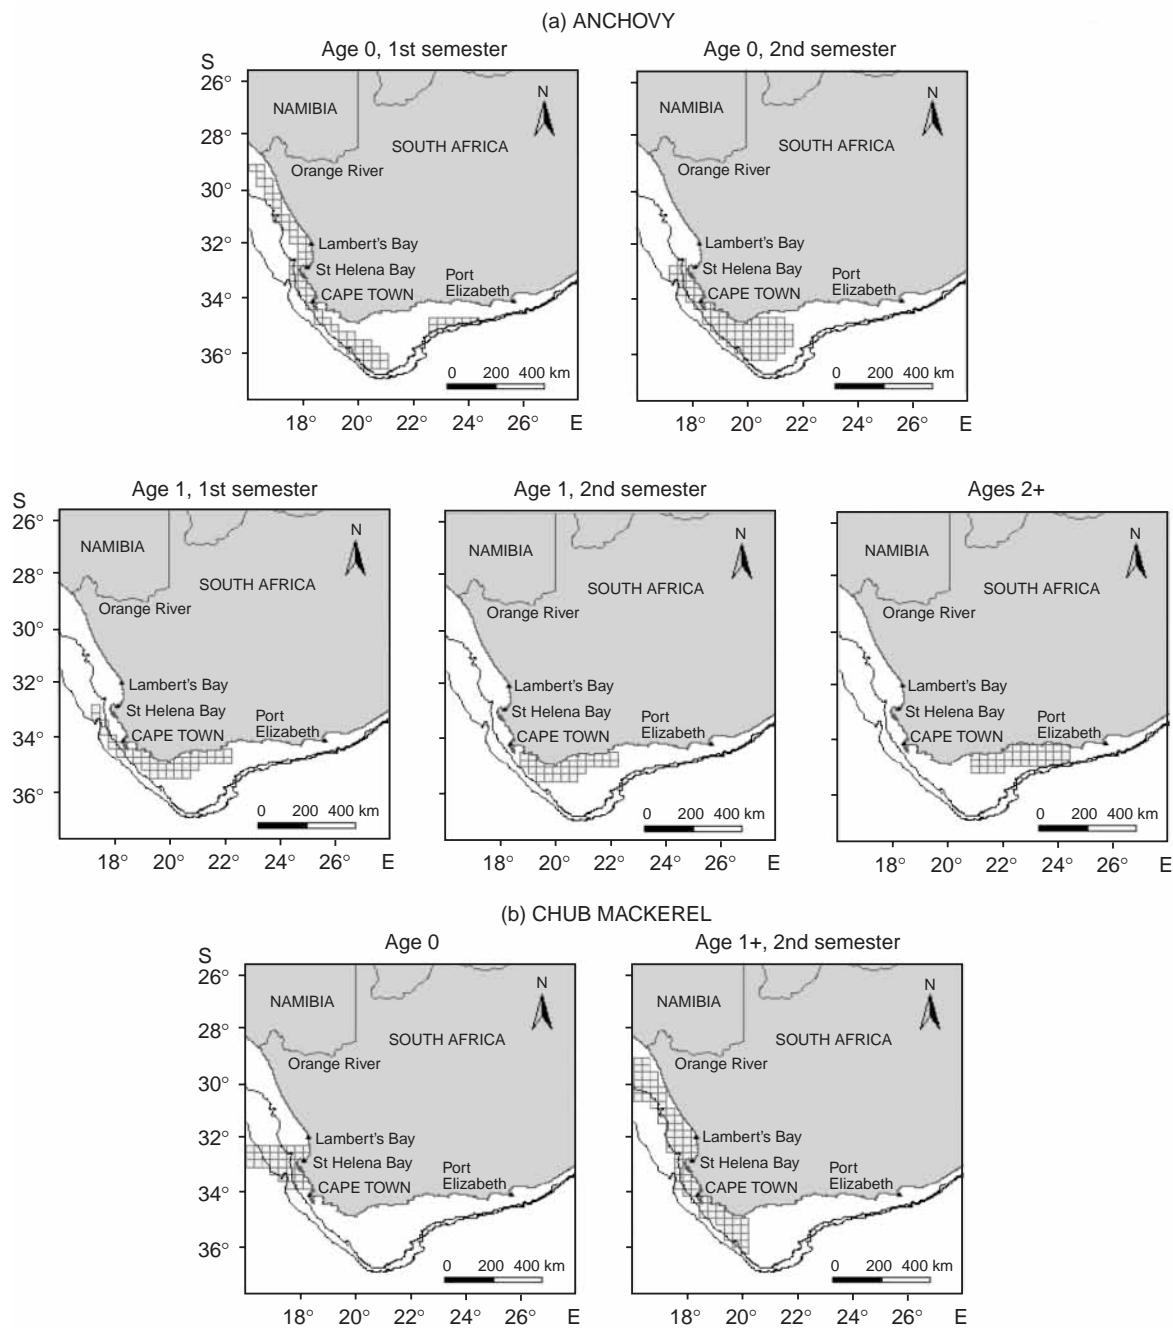 (a) ANCHOVY
Age 0, 1st semester
Age 0, 2nd semester
S
26°
28°
30°
32°
34°
36°
NAMIBIA
N
SOUTH AFRICA
Orange River
Lambert's Bay
St Helena Bay
Port
Elizabeth
CAPE TOWN
0 200 400 km
18° 20° 22° 24° 26° E
NAMIBIA
N
SOUTH AFRICA
Orange River
Lambert's Bay
St Helena Bay
Port
Elizabeth
CAPE TOWN
0 200 400 km
18° 20° 22° 24° 26° E
Age 1, 1st semester
Age 1, 2nd semester
Ages 2+
S
26°
28°
30°
32°
34°
36°
NAMIBIA
N
SOUTH AFRICA
Orange River
Lambert's Bay
St Helena Bay
Port
Elizabeth
CAPE TOWN
0 200 400 km
18° 20° 22° 24° 26° E
NAMIBIA
N
SOUTH AFRICA
Orange River
Lambert's Bay
St Helena Bay
Port
Elizabeth
CAPE TOWN
0 200 400 km
18° 20° 22° 24° 26° E
NAMIBIA
N
SOUTH AFRICA
Orange River
Lambert's Bay
St Helena Bay
Port
Elizabeth
CAPE TOWN
0 200 400 km
18° 20° 22° 24° 26° E
(b) CHUB MACKEREL
Age 0
Age 1+, 2nd semester
S
26°
28°
30°
32°
34°
36°
NAMIBIA
N
SOUTH AFRICA
Orange River
Lambert's Bay
St Helena Bay
Port
Elizabeth
CAPE TOWN
0 200 400 km
18° 20° 22° 24° 26° E
NAMIBIA
N
SOUTH AFRICA
Orange River
Lambert's Bay
St Helena Bay
Port
Elizabeth
CAPE TOWN
0 200 400 km
18° 20° 22° 24° 26° E